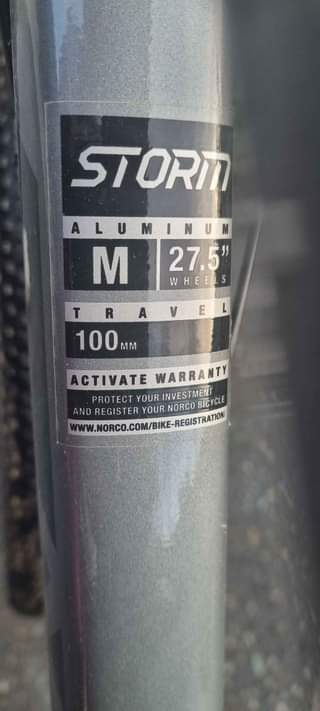 STORM
ALUMINUM
M 27.5"
WHEELS
TRAVEL
100MM
ACTIVATE WARRANTY
PROTECT YOUR INVESTMENT
AND REGISTER YOUR NORCO BICYCLE
WWW.NORCO.COM/BIKE-REGISTRATION